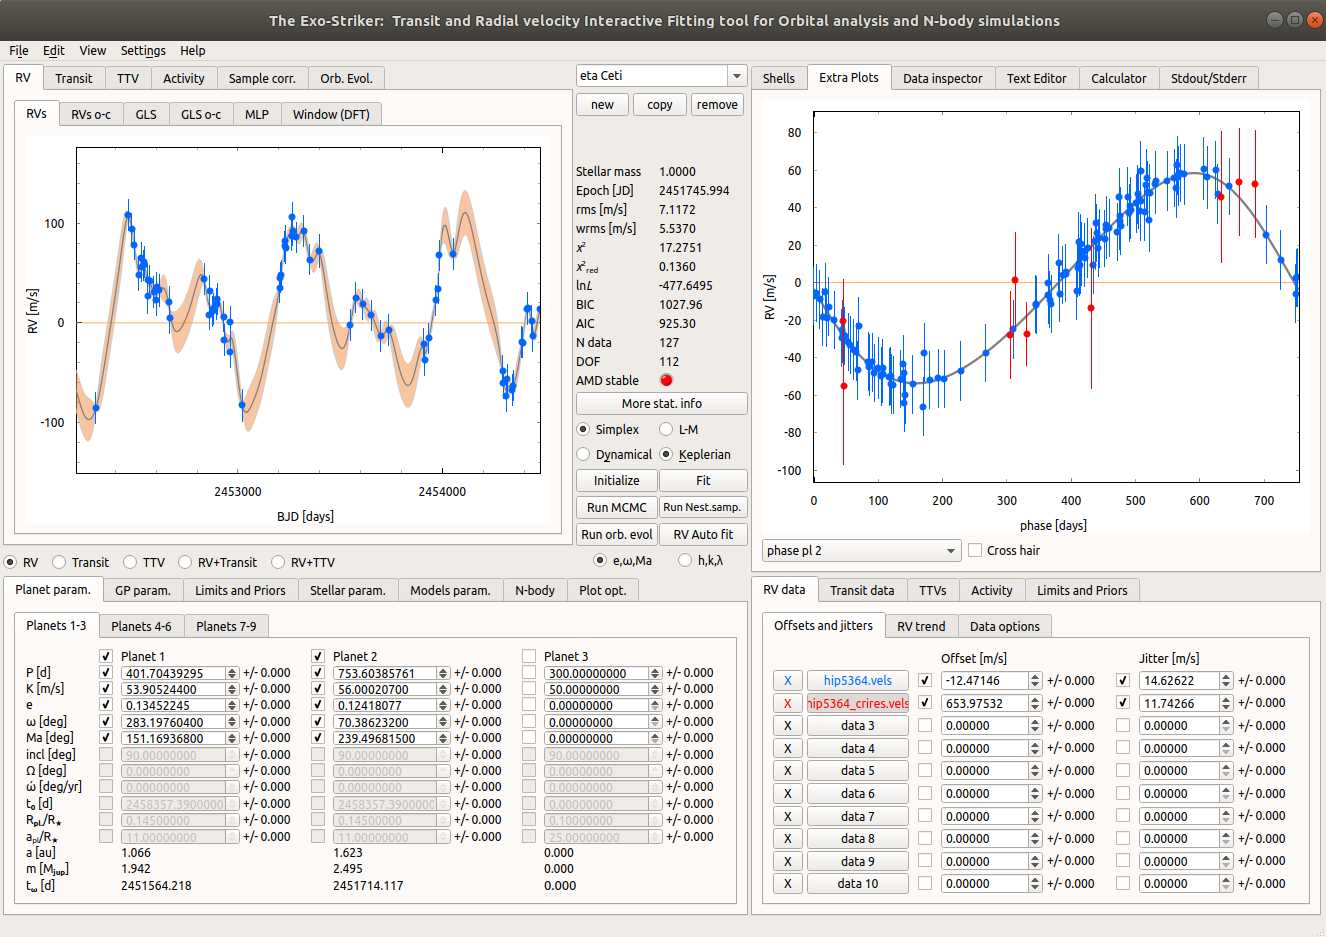 The Exo-Striker: Transit and Radial velocity Interactive Fitting tool for Orbital analysis and N-body simulations
File Edit View Settings Help
RV Transit TTV Activity Sample corr. Orb. Evol.
RVs RVs o-c GLS GLS o-c MLP Window (DFT)
RV [m/s]
100
0
-100
2453000 2454000
BJD [days]
eta Ceti
new copy remove
Stellar mass 1.0000
Epoch [JD] 2451745.994
rms [m/s] 7.1172
wrms [m/s] 5.5370
χ² 17.2751
χ²red 0.1360
lnL -477.6495
BIC 1027.96
AIC 925.30
N data 127
DOF 112
AMD stable
More stat. info
Simplex L-M
Dynamical Keplerian
Initialize Fit
Run MCMC Run Nest.samp.
Run orb. evol RV Auto fit
e,ω,Ma h,k,λ
Shells Extra Plots Data inspector Text Editor Calculator Stdout/Stderr
RV [m/s]
80
60
40
20
0
-20
-40
-60
-80
-100
0 100 200 300 400 500 600 700
phase [days]
phase pl 2 Cross hair
RV Transit TTV RV+Transit RV+TTV
Planet param. GP param. Limits and Priors Stellar param. Models param. N-body Plot opt.
Planets 1-3 Planets 4-6 Planets 7-9
Planet 1 Planet 2 Planet 3
P [d] 401.70439295 +/- 0.000 753.60385761 +/- 0.000 300.00000000 +/- 0.000
K [m/s] 53.90524400 +/- 0.000 56.00020700 +/- 0.000 50.00000000 +/- 0.000
e 0.13452245 +/- 0.000 0.12418077 +/- 0.000 0.00000000 +/- 0.000
ω [deg] 283.19760400 +/- 0.000 70.38623200 +/- 0.000 0.00000000 +/- 0.000
Ma [deg] 151.16936800 +/- 0.000 239.49681500 +/- 0.000 0.00000000 +/- 0.000
incl [deg] 90.00000000 +/- 0.000 90.00000000 +/- 0.000 90.00000000 +/- 0.000
Ω [deg] 0.00000000 +/- 0.000 0.00000000 +/- 0.000 0.00000000 +/- 0.000
ώ [deg/yr] 0.00000000 +/- 0.000 0.00000000 +/- 0.000 0.00000000 +/- 0.000
t₀ [d] 2458357.3900000 +/- 0.000 2458357.3900000 +/- 0.000 0.00000000 +/- 0.000
Rpl/R★ 0.14500000 +/- 0.000 0.14500000 +/- 0.000 0.10000000 +/- 0.000
apl/R★ 11.00000000 +/- 0.000 11.00000000 +/- 0.000 25.00000000 +/- 0.000
a [au] 1.066 1.623 0.000
m [Mjup] 1.942 2.495 0.000
tω [d] 2451564.218 2451714.117 0.000
RV data Transit data TTVs Activity Limits and Priors
Offsets and jitters RV trend Data options
Offset [m/s] Jitter [m/s]
X hip5364.vels -12.47146 +/- 0.000 14.62622 +/- 0.000
X hip5364_crires.vels 653.97532 +/- 0.000 11.74266 +/- 0.000
X data 3 0.00000 +/- 0.000 0.00000 +/- 0.000
X data 4 0.00000 +/- 0.000 0.00000 +/- 0.000
X data 5 0.00000 +/- 0.000 0.00000 +/- 0.000
X data 6 0.00000 +/- 0.000 0.00000 +/- 0.000
X data 7 0.00000 +/- 0.000 0.00000 +/- 0.000
X data 8 0.00000 +/- 0.000 0.00000 +/- 0.000
X data 9 0.00000 +/- 0.000 0.00000 +/- 0.000
X data 10 0.00000 +/- 0.000 0.00000 +/- 0.000